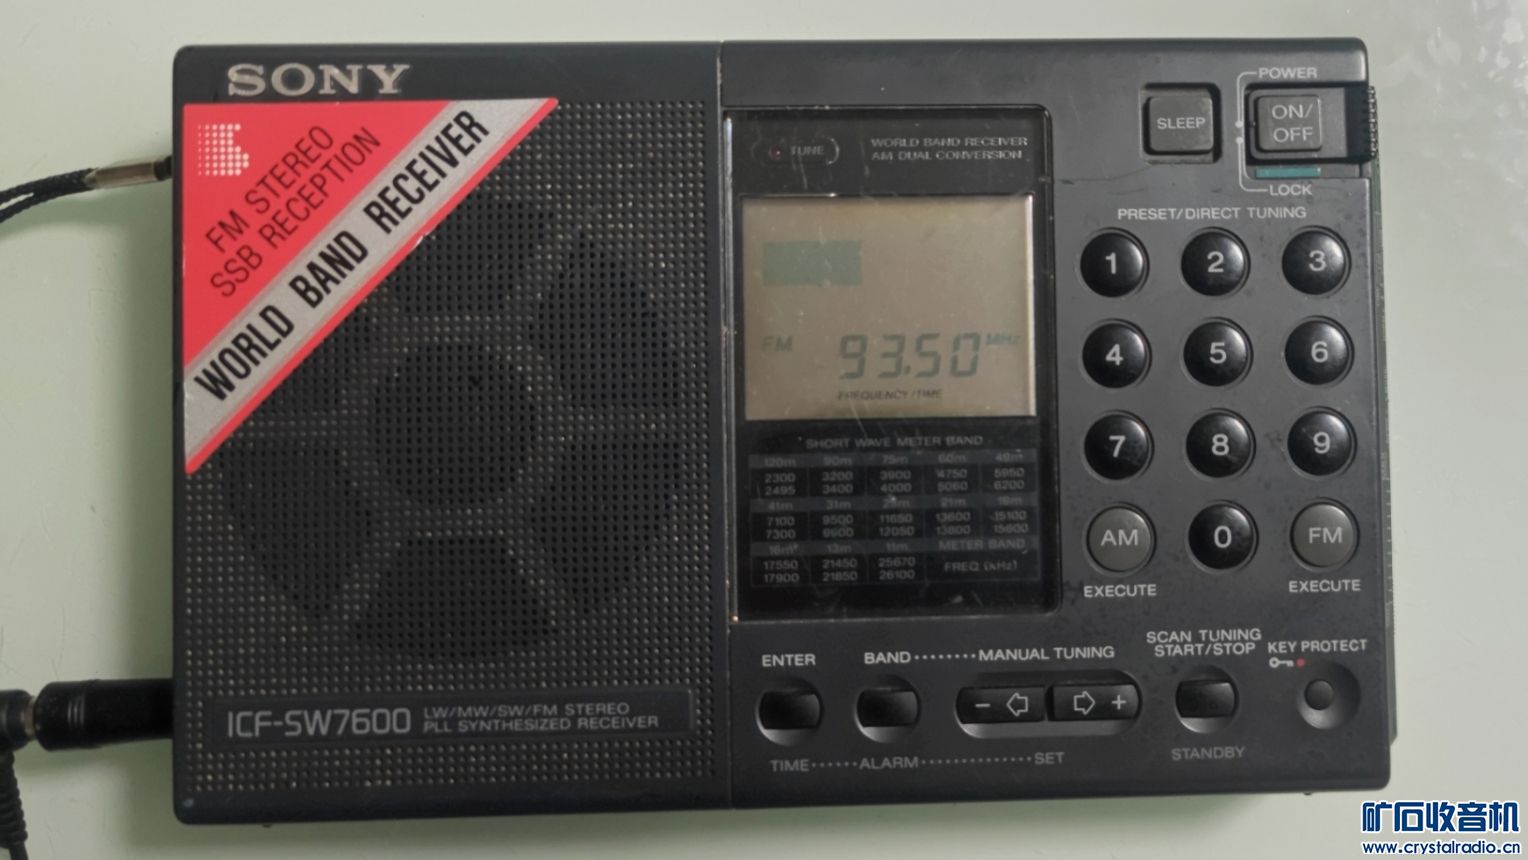 SONY
FM STEREO
SSB RECEPTION
WORLD BAND RECEIVER
ICF-SW7600
LW/MW/SW/FM STEREO
PLL SYNTHESIZED RECEIVER
TUNE
WORLD BAND RECEIVER
AM DUAL CONVERSION
FM 93.50 MHz
FREQUENCY/TIME
SHORT WAVE METER BAND
120m 90m 75m 60m 49m
2300 3200 3900 4750 5950
2495 3400 4000 5060 6200
41m 31m 25m 21m 19m
7100 9500 11650 13600 15100
7300 9900 12050 13800 15600
16m 13m 11m METER BAND
17550 21450 25670 FREQ (kHz)
17900 21850 26100
POWER
SLEEP
ON/
OFF
LOCK
PRESET/DIRECT TUNING
1 2 3
4 5 6
7 8 9
AM 0 FM
EXECUTE EXECUTE
ENTER BAND MANUAL TUNING
SCAN TUNING
START/STOP
KEY PROTECT
- +
TIME ALARM SET
STANDBY
矿石收音机
www.crystalradio.cn